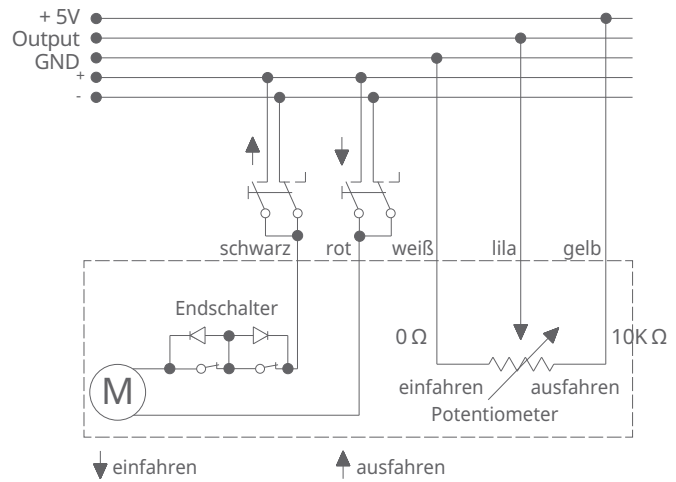 + 5V
Output
GND
+
-
schwarz rot weiß lila gelb
Endschalter
0 Ω 10K Ω
M
einfahren ausfahren
Potentiometer
einfahren ausfahren